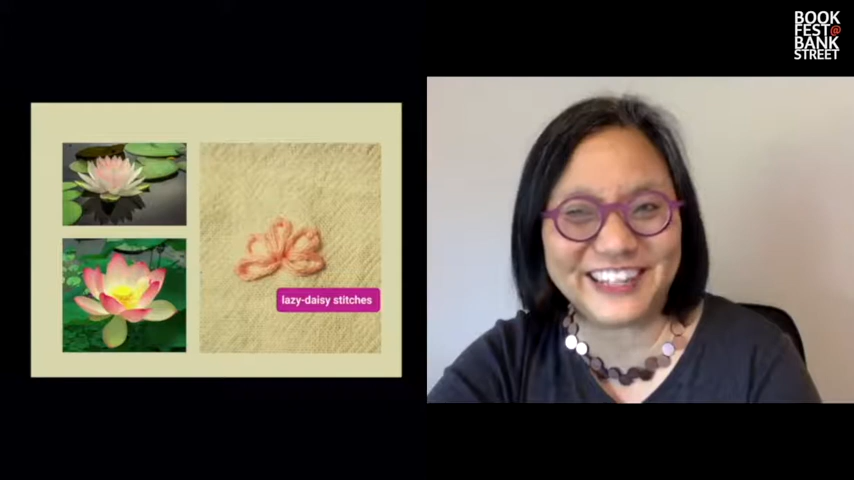 BOOK
FEST@
BANK
STREET
lazy-daisy stitches